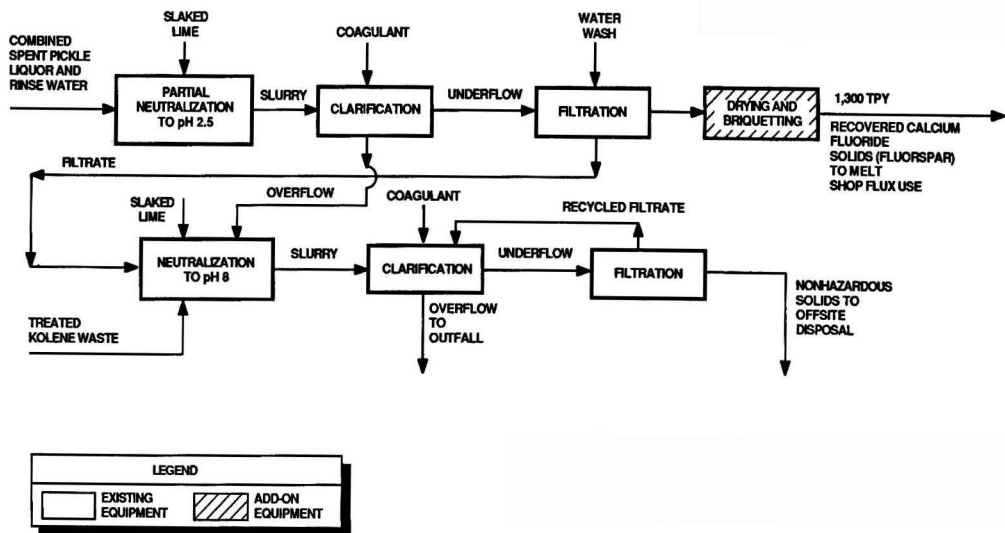 SLAKED
LIME
COAGULANT
WATER
WASH
COMBINED
SPENT PICKLE
LIQUOR AND
RINSE WATER
PARTIAL
NEUTRALIZATION
TO pH 2.5
SLURRY
CLARIFICATION
UNDERFLOW
FILTRATION
DRYING AND
BRIQUETTING
1,300 TPY
RECOVERED CALCIUM
FLUORIDE
SOLIDS (FLUORSPAR)
TO MELT
SHOP FLUX USE
FILTRATE
OVERFLOW
SLAKED
LIME
COAGULANT
RECYCLED FILTRATE
NEUTRALIZATION
TO pH 8
SLURRY
CLARIFICATION
UNDERFLOW
FILTRATION
NONHAZARDOUS
SOLIDS TO
OFFSITE
DISPOSAL
TREATED
KOLENE WASTE
OVERFLOW
TO
OUTFALL
LEGEND
EXISTING
EQUIPMENT
ADD-ON
EQUIPMENT